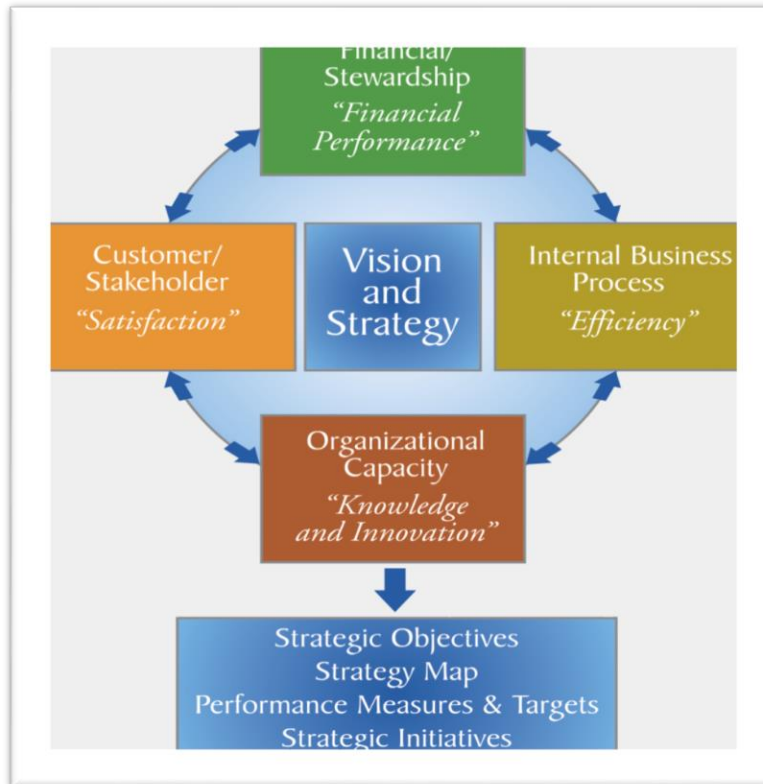 Financial/
Stewardship
“Financial
Performance”
Customer/
Stakeholder
“Satisfaction”
Vision
and
Strategy
Internal Business
Process
“Efficiency”
Organizational
Capacity
“Knowledge
and Innovation”
Strategic Objectives
Strategy Map
Performance Measures & Targets
Strategic Initiatives